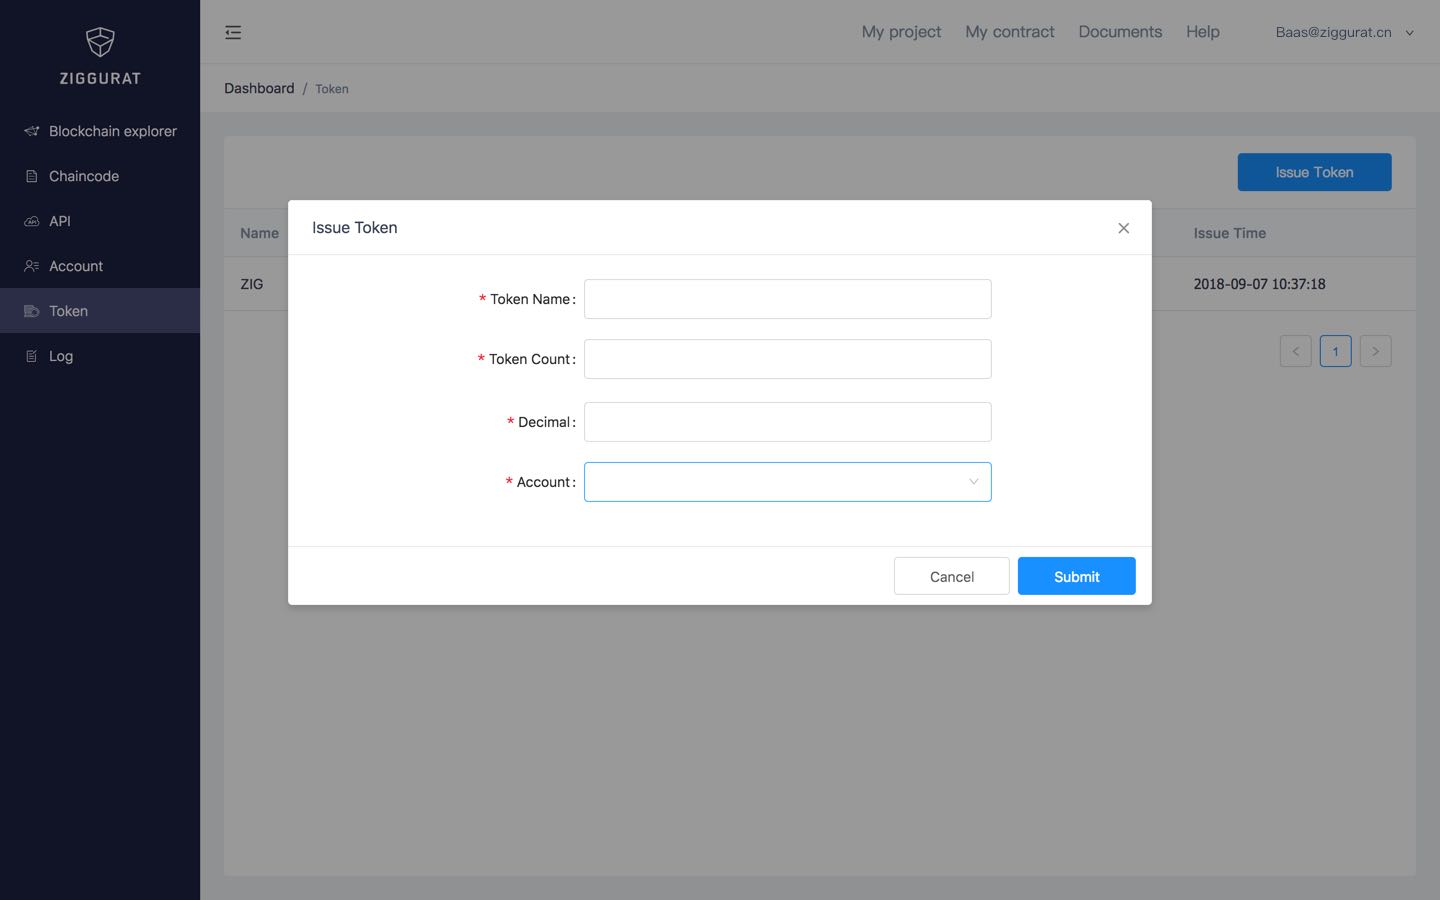 ZIGGURAT
Blockchain explorer
Chaincode
API
Account
Token
Log
My project My contract Documents Help Baas@ziggurat.cn
Dashboard / Token
Issue Token
Name Issue Time
ZIG 2018-09-07 10:37:18
< 1 >
Issue Token
* Token Name:
* Token Count:
* Decimal:
* Account:
Cancel Submit